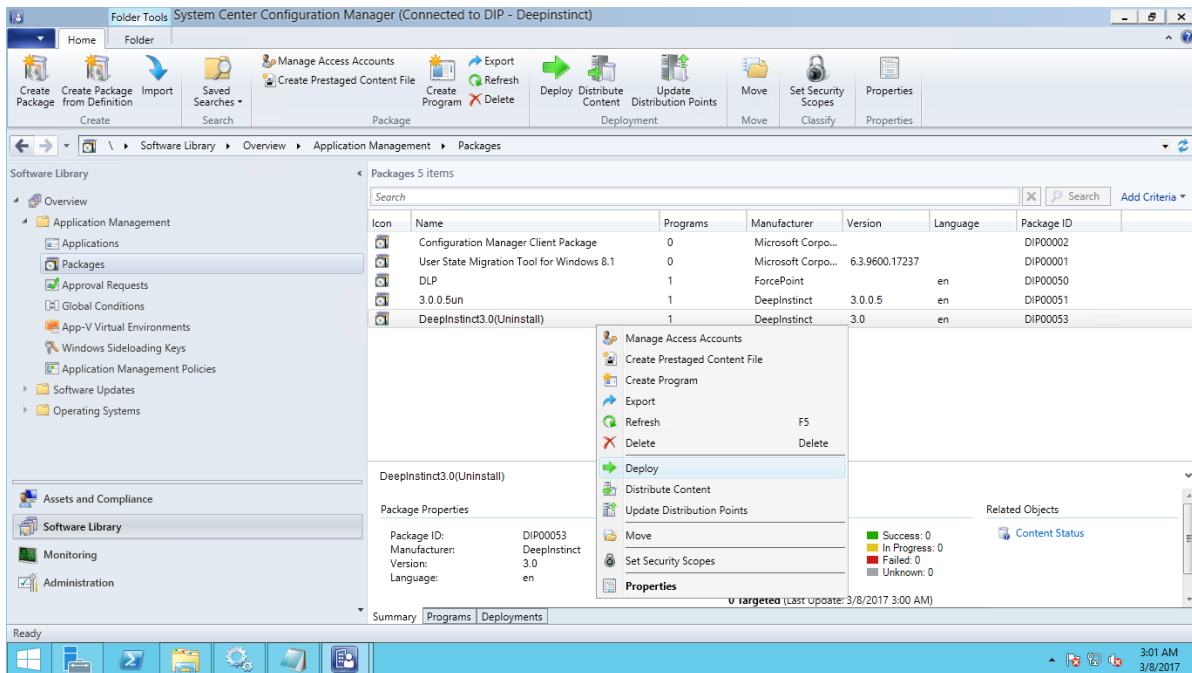 Folder Tools System Center Configuration Manager (Connected to DIP - Deepinstinct)
Home Folder
Create Package
Create Package from Definition
Import
Saved Searches
Manage Access Accounts
Create Prestaged Content File
Create Program
Export
Refresh
Delete
Deploy
Distribute Content
Update Distribution Points
Move
Set Security Scopes
Properties
Create Search Package Deployment Move Classify Properties
\ Software Library Overview Application Management Packages
Software Library
Overview
Application Management
Applications
Packages
Approval Requests
Global Conditions
App-V Virtual Environments
Windows Sideloading Keys
Application Management Policies
Software Updates
Operating Systems
Assets and Compliance
Software Library
Monitoring
Administration
Packages 5 items
Search Search Add Criteria
Icon Name Programs Manufacturer Version Language Package ID
Configuration Manager Client Package 0 Microsoft Corpo... DIP00002
User State Migration Tool for Windows 8.1 0 Microsoft Corpo... 6.3.9600.17237 DIP00001
DLP 1 ForcePoint en DIP00050
3.0.0.5un 1 DeepInstinct 3.0.0.5 en DIP00051
DeepInstinct3.0(Uninstall) 1 DeepInstinct 3.0 en DIP00053
Manage Access Accounts
Create Prestaged Content File
Create Program
Export
Refresh F5
Delete Delete
Deploy
Distribute Content
Update Distribution Points
Move
Set Security Scopes
Properties
DeepInstinct3.0(Uninstall)
Package Properties
Package ID: DIP00053
Manufacturer: DeepInstinct
Version: 3.0
Language: en
Success: 0
In Progress: 0
Failed: 0
Unknown: 0
0 Targeted (Last Update: 3/8/2017 3:00 AM)
Related Objects
Content Status
Summary Programs Deployments
Ready
3:01 AM
3/8/2017